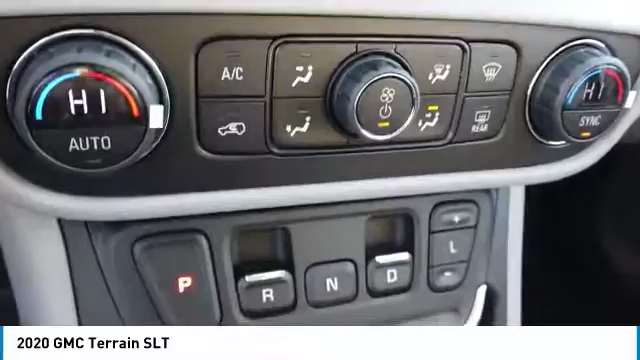 HI
AUTO
A/C
REAR
HI
SYNC
P
R
N
D
+
L
-
2020 GMC Terrain SLT